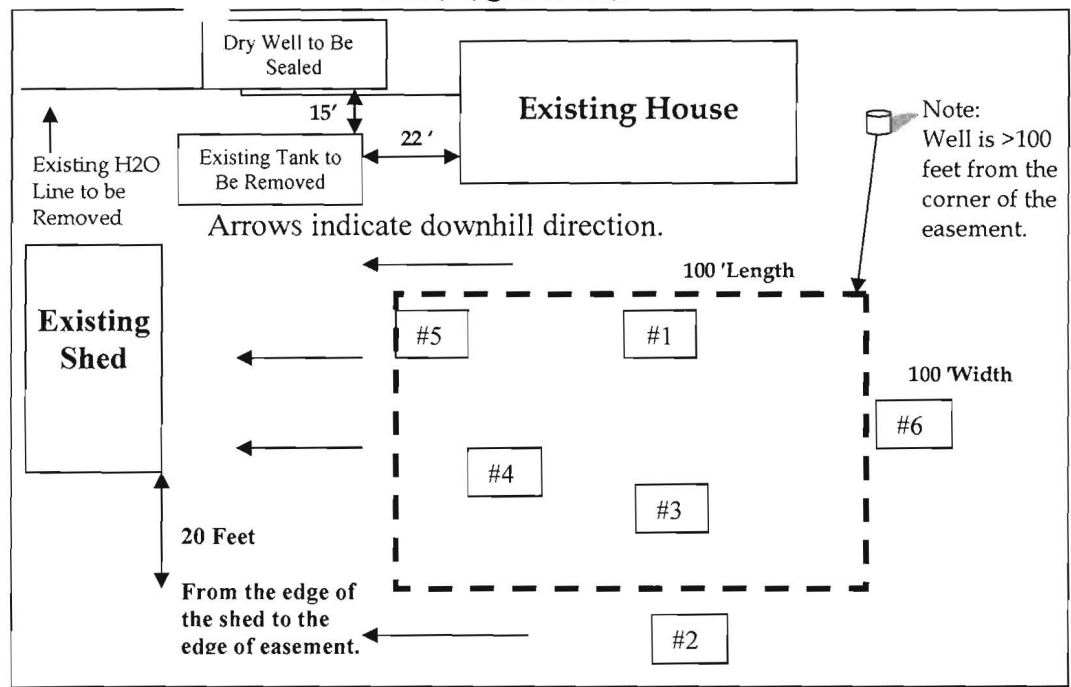 Dry Well to Be
Sealed
Existing House
15'
22 '
Existing Tank to
Be Removed
Existing H2O
Line to be
Removed
Note:
Well is >100
feet from the
corner of the
easement.
Arrows indicate downhill direction.
100 'Length
Existing
Shed
#5
#1
100 'Width
#6
#4
#3
20 Feet
From the edge of
the shed to the
edge of easement.
#2